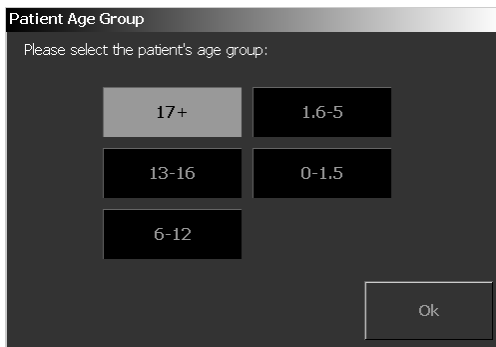 Patient Age Group
Please select the patient's age group:
17+ 1.6-5
13-16 0-1.5
6-12
Ok